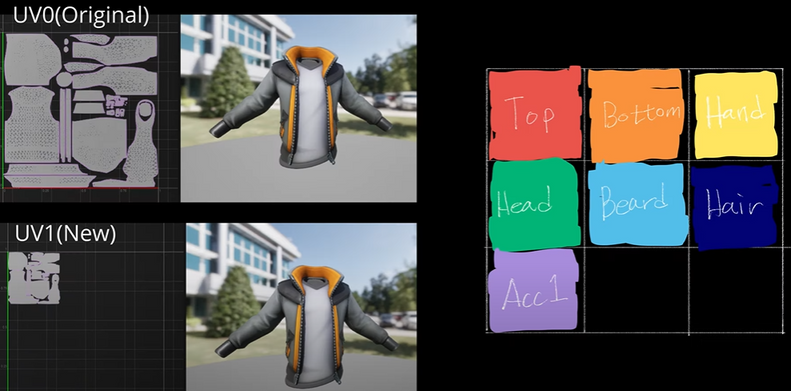 UV0(Original)
UV1(New)
Top
Bottom
Hand
Head
Beard
Hair
Acc1